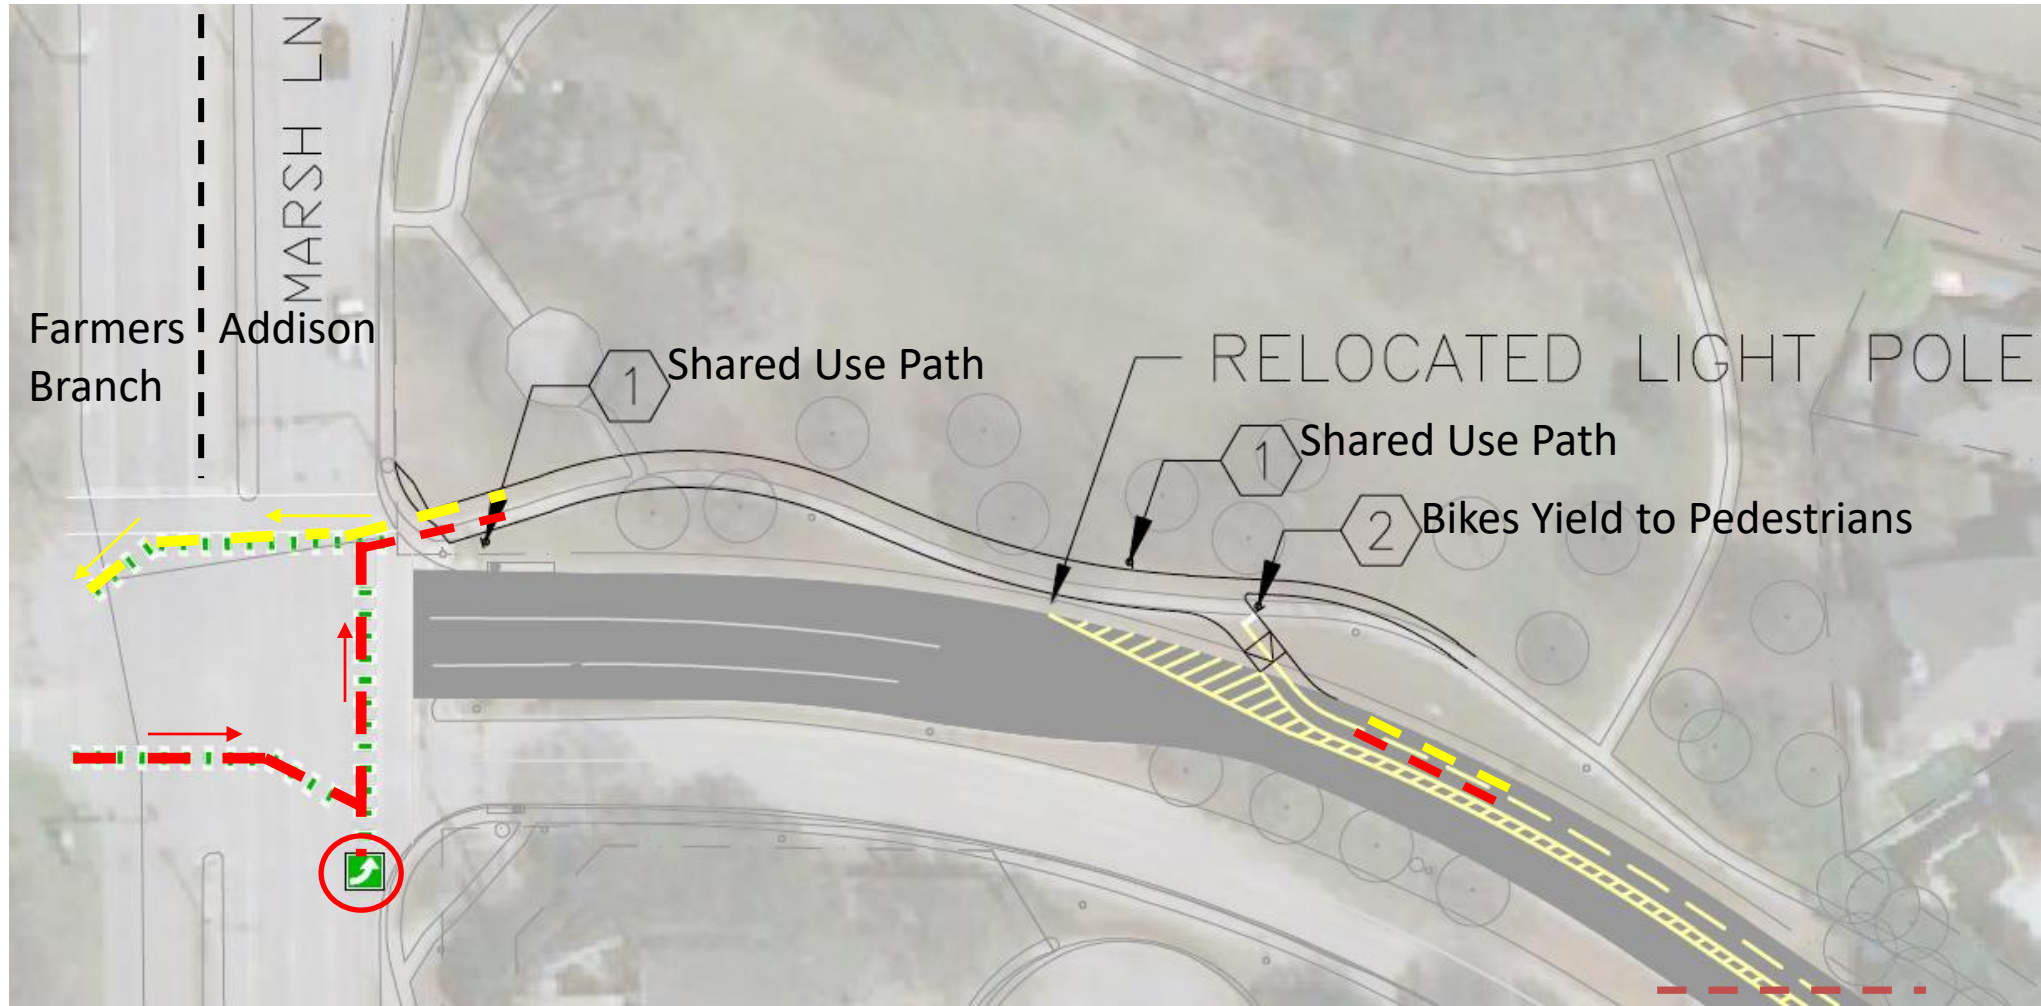 MARSH LN
Farmers
Branch
Addison
1
Shared Use Path
RELOCATED LIGHT POLE
1
Shared Use Path
2
Bikes Yield to Pedestrians